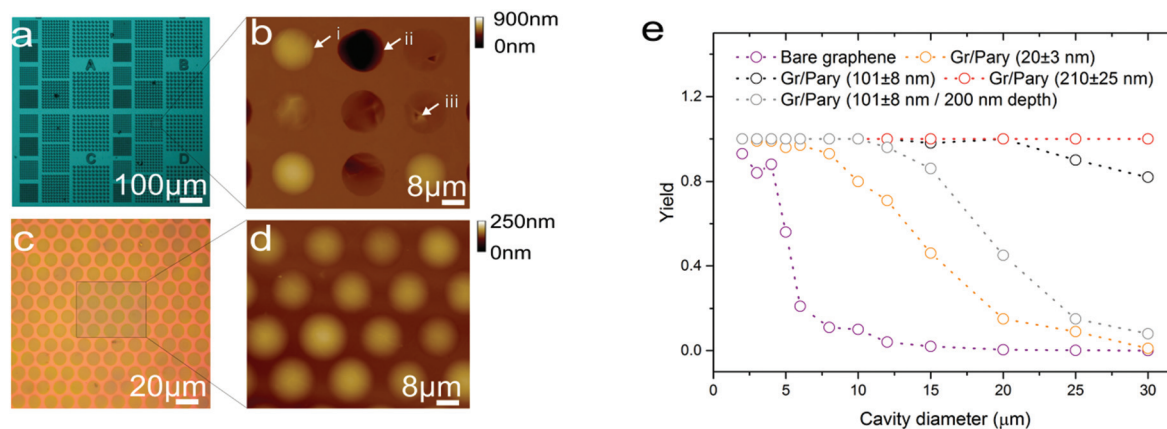 a
A
B
C
D
100μm
b
i
ii
iii
8μm
900nm
0nm
c
20μm
d
8μm
250nm
0nm
e
Bare graphene
Gr/Pary (20±3 nm)
Gr/Pary (101±8 nm)
Gr/Pary (210±25 nm)
Gr/Pary (101±8 nm / 200 nm depth)
Yield
1.2
0.8
0.4
0.0
0
5
10
15
20
25
30
Cavity diameter (μm)